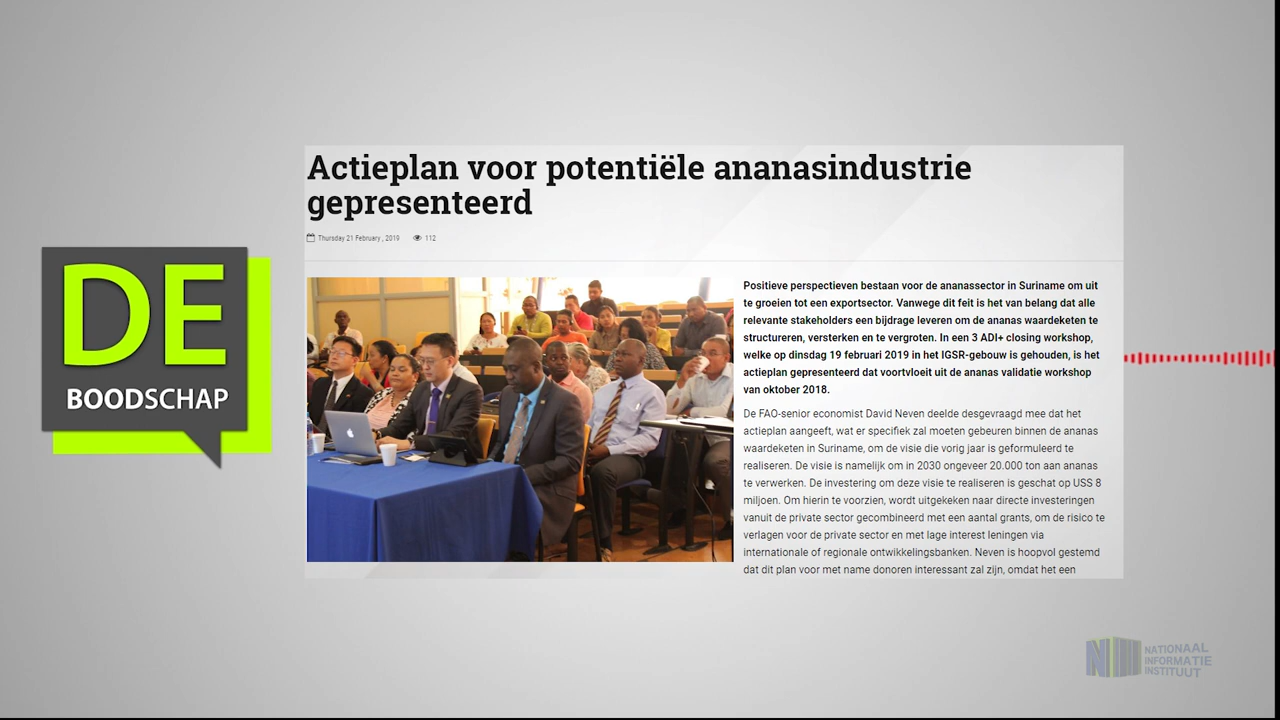 Actieplan voor potentiële ananasindustrie
gepresenteerd
Thursday 21 February , 2019 112
DE
BOODSCHAP
Positieve perspectieven bestaan voor de ananassector in Suriname om uit
te groeien tot een exportsector. Vanwege dit feit is het van belang dat alle
relevante stakeholders een bijdrage leveren om de ananas waardeketen te
structureren, versterken en te vergroten. In een 3 ADI+ closing workshop,
welke op dinsdag 19 februari 2019 in het IGSR-gebouw is gehouden, is het
actieplan gepresenteerd dat voortvloeit uit de ananas validatie workshop
van oktober 2018.
De FAO-senior economist David Neven deelde desgevraagd mee dat het
actieplan aangeeft, wat er specifiek zal moeten gebeuren binnen de ananas
waardeketen in Suriname, om de visie die vorig jaar is geformuleerd te
realiseren. De visie is namelijk om in 2030 ongeveer 20.000 ton aan ananas
te verwerken. De investering om deze visie te realiseren is geschat op USS 8
miljoen. Om hierin te voorzien, wordt uitgekeken naar directe investeringen
vanuit de private sector gecombineerd met een aantal grants, om de risico te
verlagen voor de private sector en met lage interest leningen via
internationale of regionale ontwikkelingsbanken. Neven is hoopvol gestemd
dat dit plan voor met name donoren interessant zal zijn, omdat het een
NATIONAAL
INFORMATIE
INSTITUUT